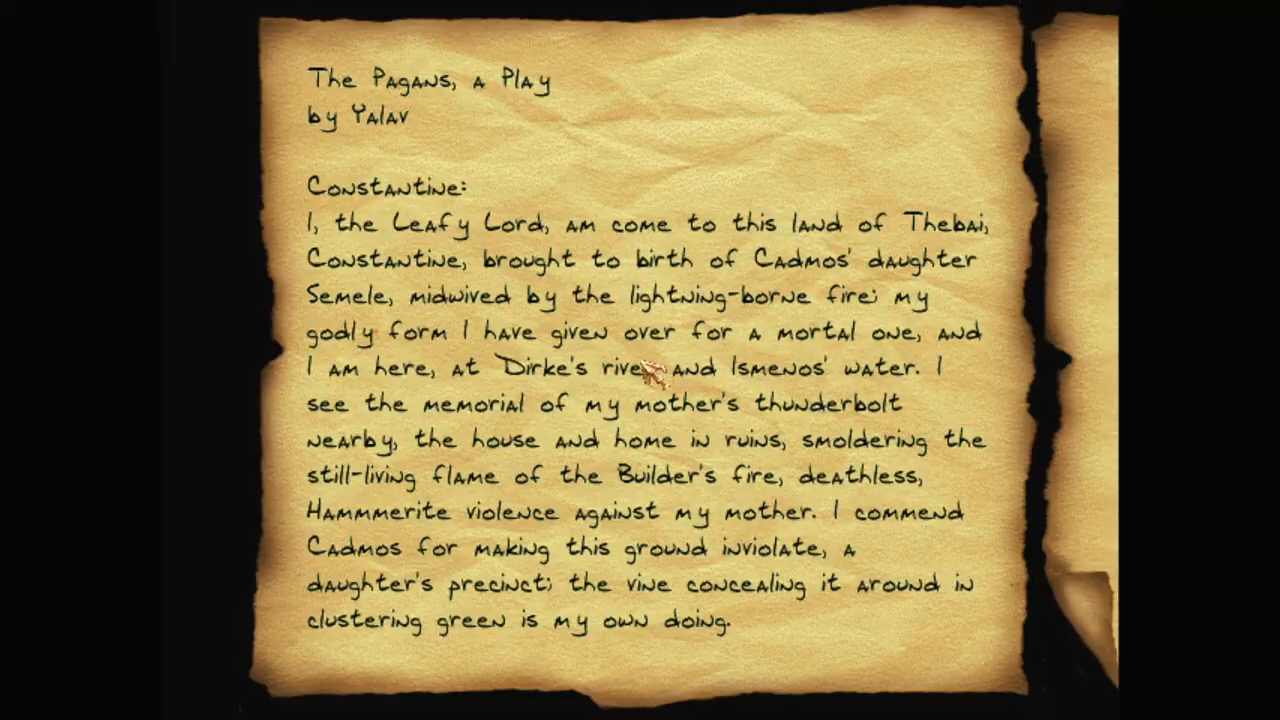 The Pagans, a Play
by Yalav
Constantine:
I, the Leafy Lord, am come to this land of Thebai,
Constantine, brought to birth of Cadmos' daughter
Semele, midwived by the lightning-borne fire; my
godly form I have given over for a mortal one, and
I am here, at Dirke's river and Ismenos' water. I
see the memorial of my mother's thunderbolt
nearby, the house and home in ruins, smoldering the
still-living flame of the Builder's fire, deathless,
Hammmerite violence against my mother. I commend
Cadmos for making this ground inviolate, a
daughter's precinct; the vine concealing it around in
clustering green is my own doing.